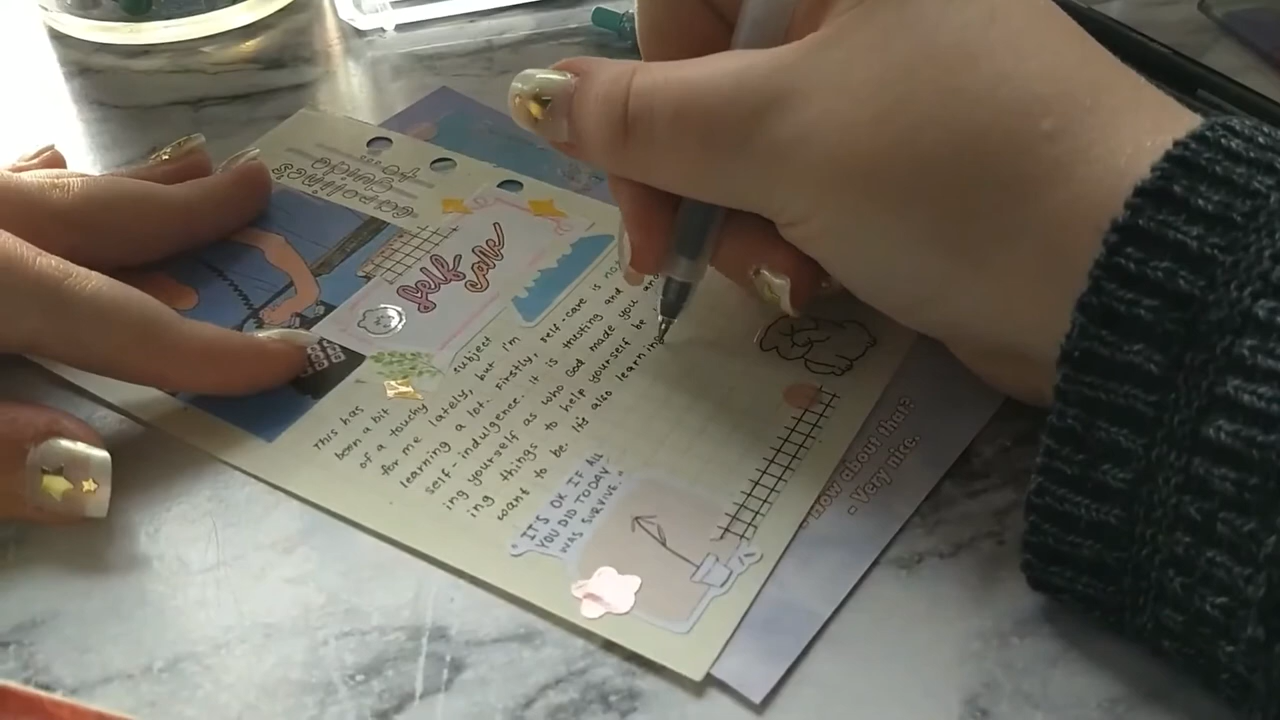 caroline's
guide
to...
self
care
This has
been a bit
of a touchy subject
for me lately, but I'm
learning a lot. Firstly, self-care is not
self-indulgence. It is trusting and
ing yourself as who God made you and
ing things to help yourself be
want to be. It's also learning
"IT'S OK IF ALL
YOU DID TODAY
WAS SURVIVE."
how about that?
- Very nice.